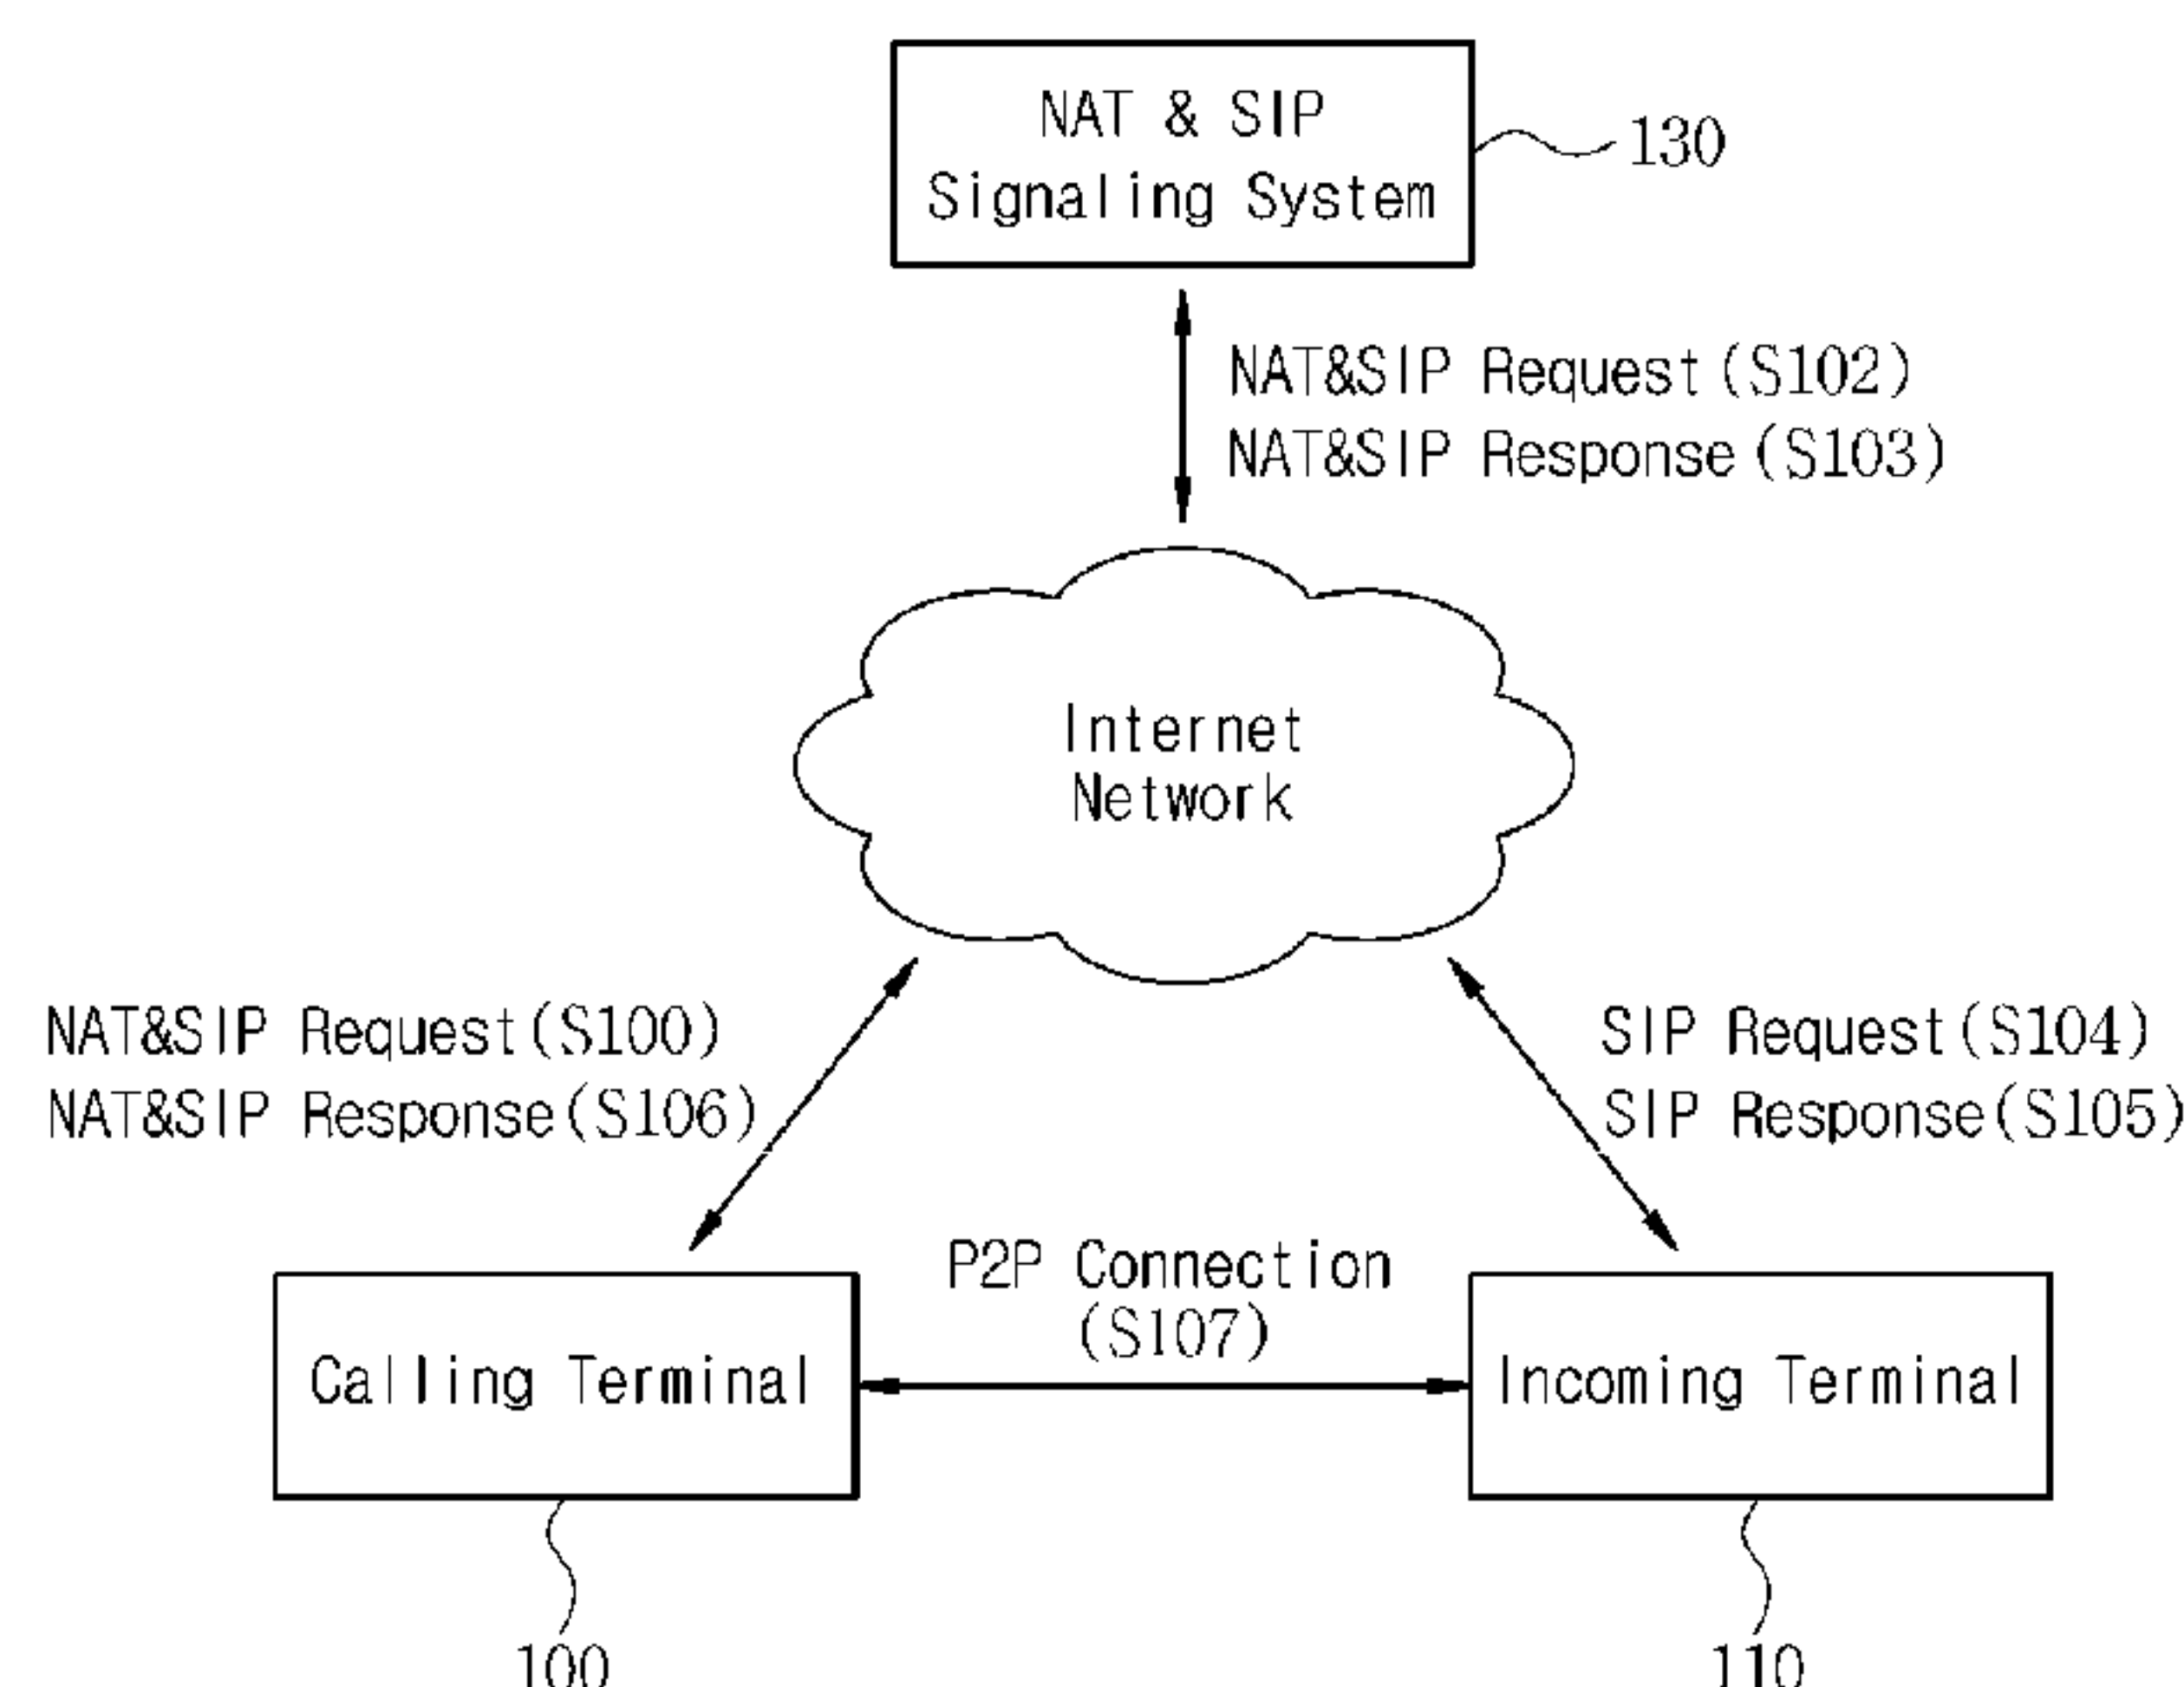 NAT & SIP
Signaling System
130
NAT&SIP Request(S102)
NAT&SIP Response(S103)
Internet
Network
NAT&SIP Request(S100)
NAT&SIP Response(S106)
SIP Request(S104)
SIP Response(S105)
P2P Connection
(S107)
Calling Terminal
Incoming Terminal
100
110